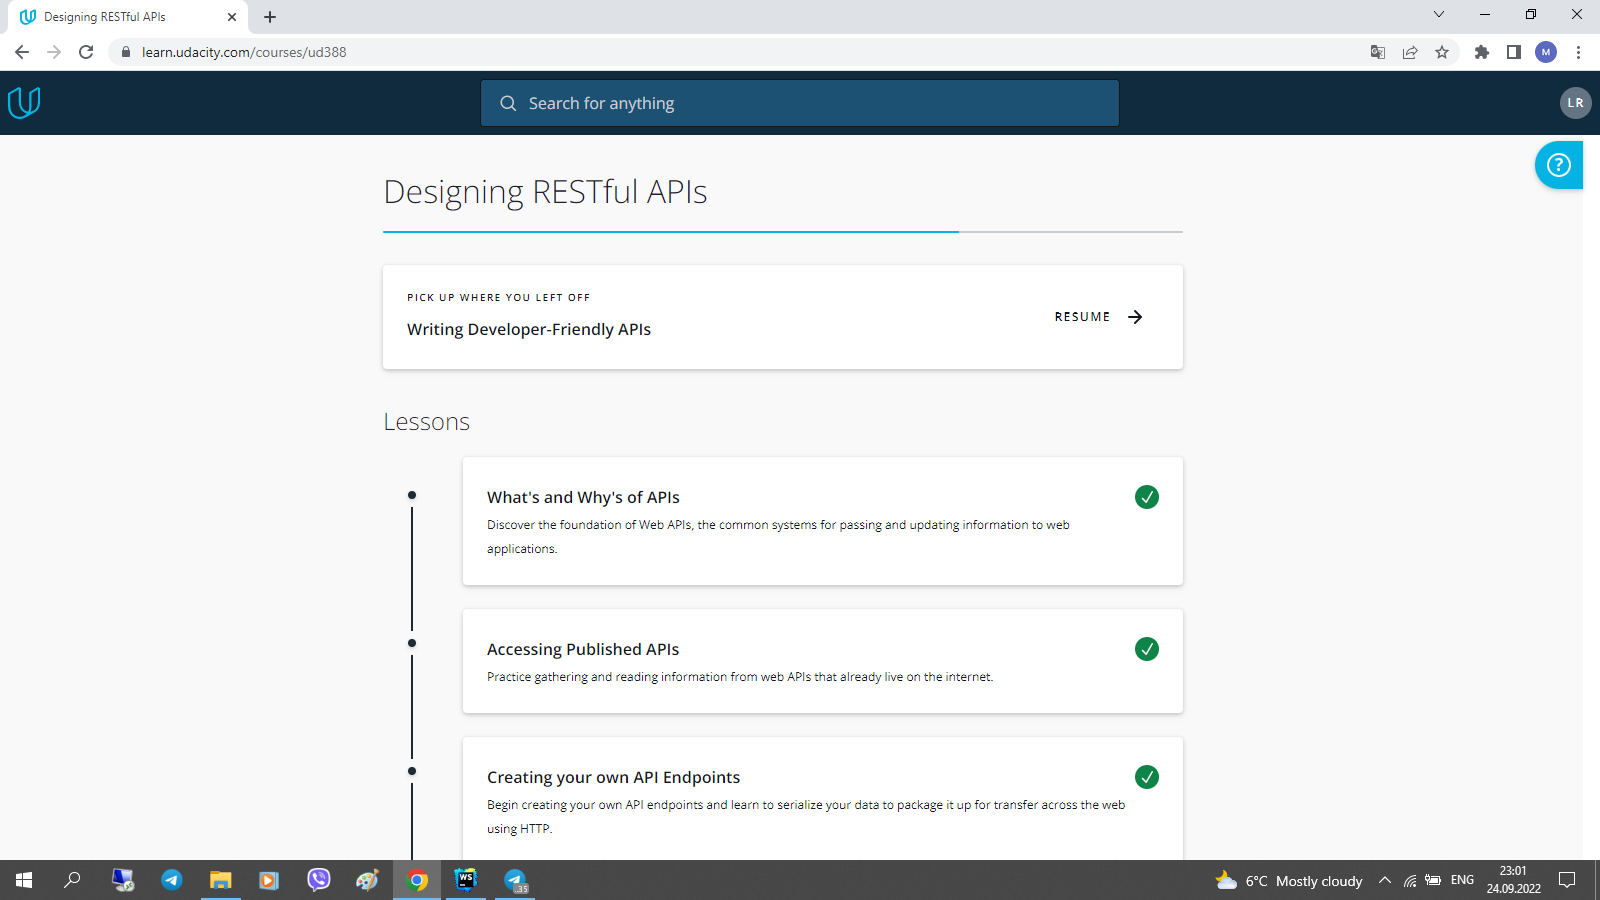 Designing RESTful APIs
learn.udacity.com/courses/ud388
M
Search for anything
LR
Designing RESTful APIs
PICK UP WHERE YOU LEFT OFF
Writing Developer-Friendly APIs
RESUME
Lessons
What's and Why's of APIs
Discover the foundation of Web APIs, the common systems for passing and updating information to web
applications.
Accessing Published APIs
Practice gathering and reading information from web APIs that already live on the internet.
Creating your own API Endpoints
Begin creating your own API endpoints and learn to serialize your data to package it up for transfer across the web
using HTTP.
WS
35
6°C Mostly cloudy
ENG
23:01
24.09.2022